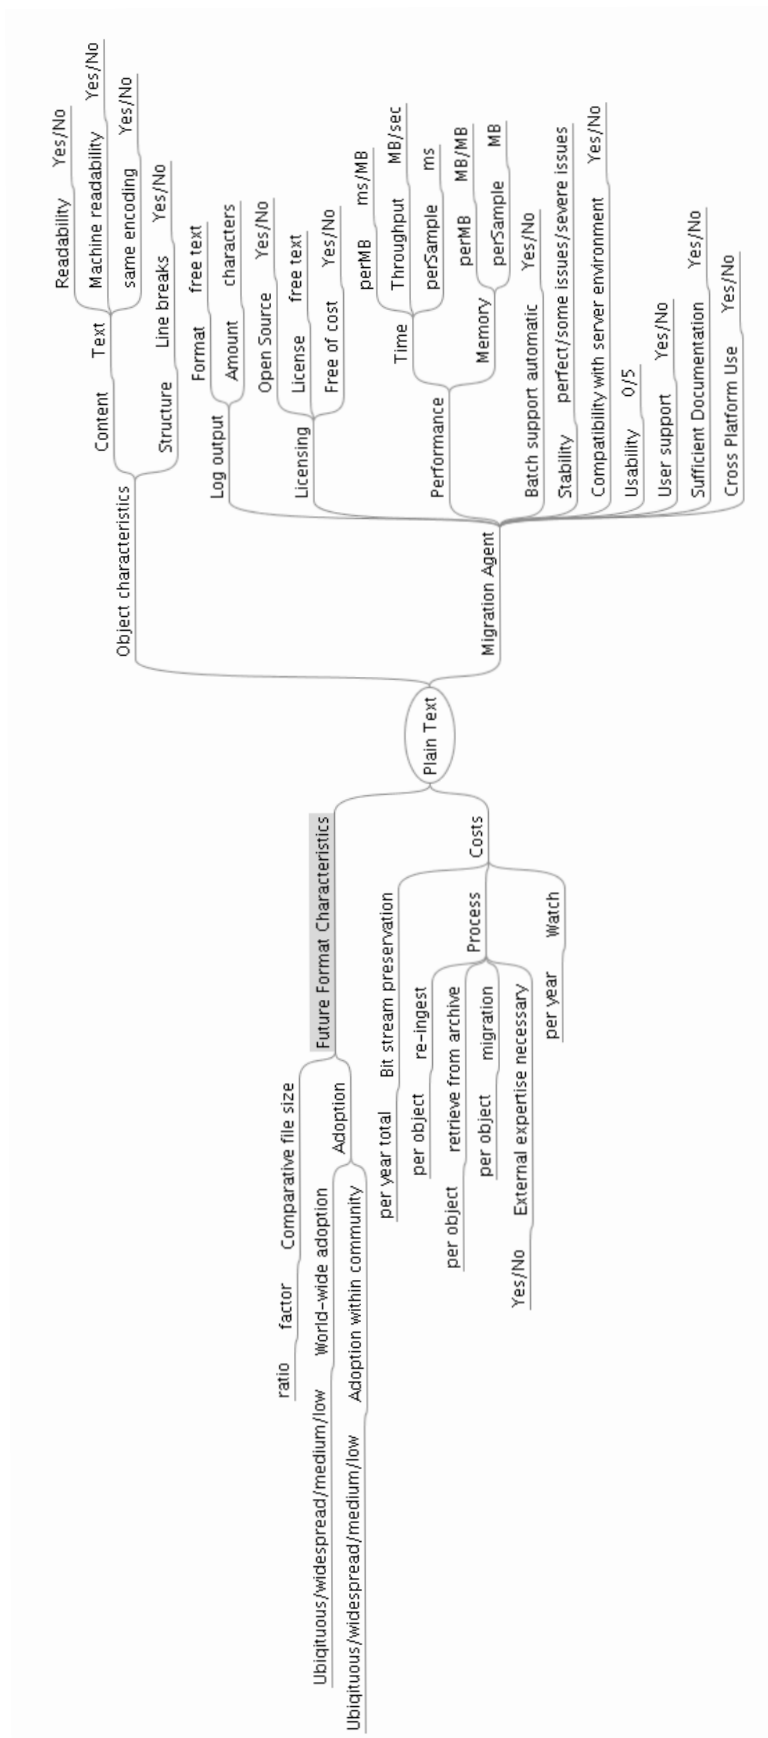 Plain Text
Object characteristics
Content
Text
Readability
Yes/No
Machine readability
Yes/No
same encoding
Yes/No
Structure
Line breaks
Yes/No
Migration Agent
Log output
Format
free text
Amount
characters
Licensing
Open Source
Yes/No
License
free text
Free of cost
Yes/No
Performance
Time
perMB
ms/MB
Throughput
MB/sec
perSample
ms
Memory
perMB
MB/MB
perSample
MB
Batch support automatic
Yes/No
Stability
perfect/some issues/severe issues
Compatibility with server environment
Yes/No
Usability
0/5
User support
Yes/No
Sufficient Documentation
Yes/No
Cross Platform Use
Yes/No
Future Format Characteristics
Comparative file size
factor
ratio
Adoption
World-wide adoption
Ubiqituous/widespread/medium/low
Adoption within community
Ubiqituous/widespread/medium/low
Costs
Bit stream preservation
per year total
Process
re-ingest
per object
retrieve from archive
per object
migration
per object
External expertise necessary
Yes/No
Watch
per year